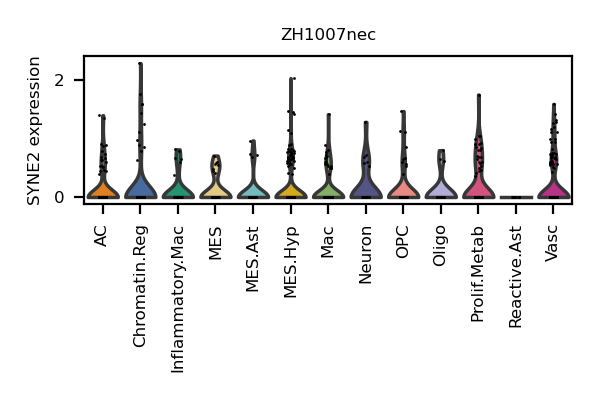 ZH1007nec
SYNE2 expression
2
0
AC
Chromatin.Reg
Inflammatory.Mac
MES
MES.Ast
MES.Hyp
Mac
Neuron
OPC
Oligo
Prolif.Metab
Reactive.Ast
Vasc